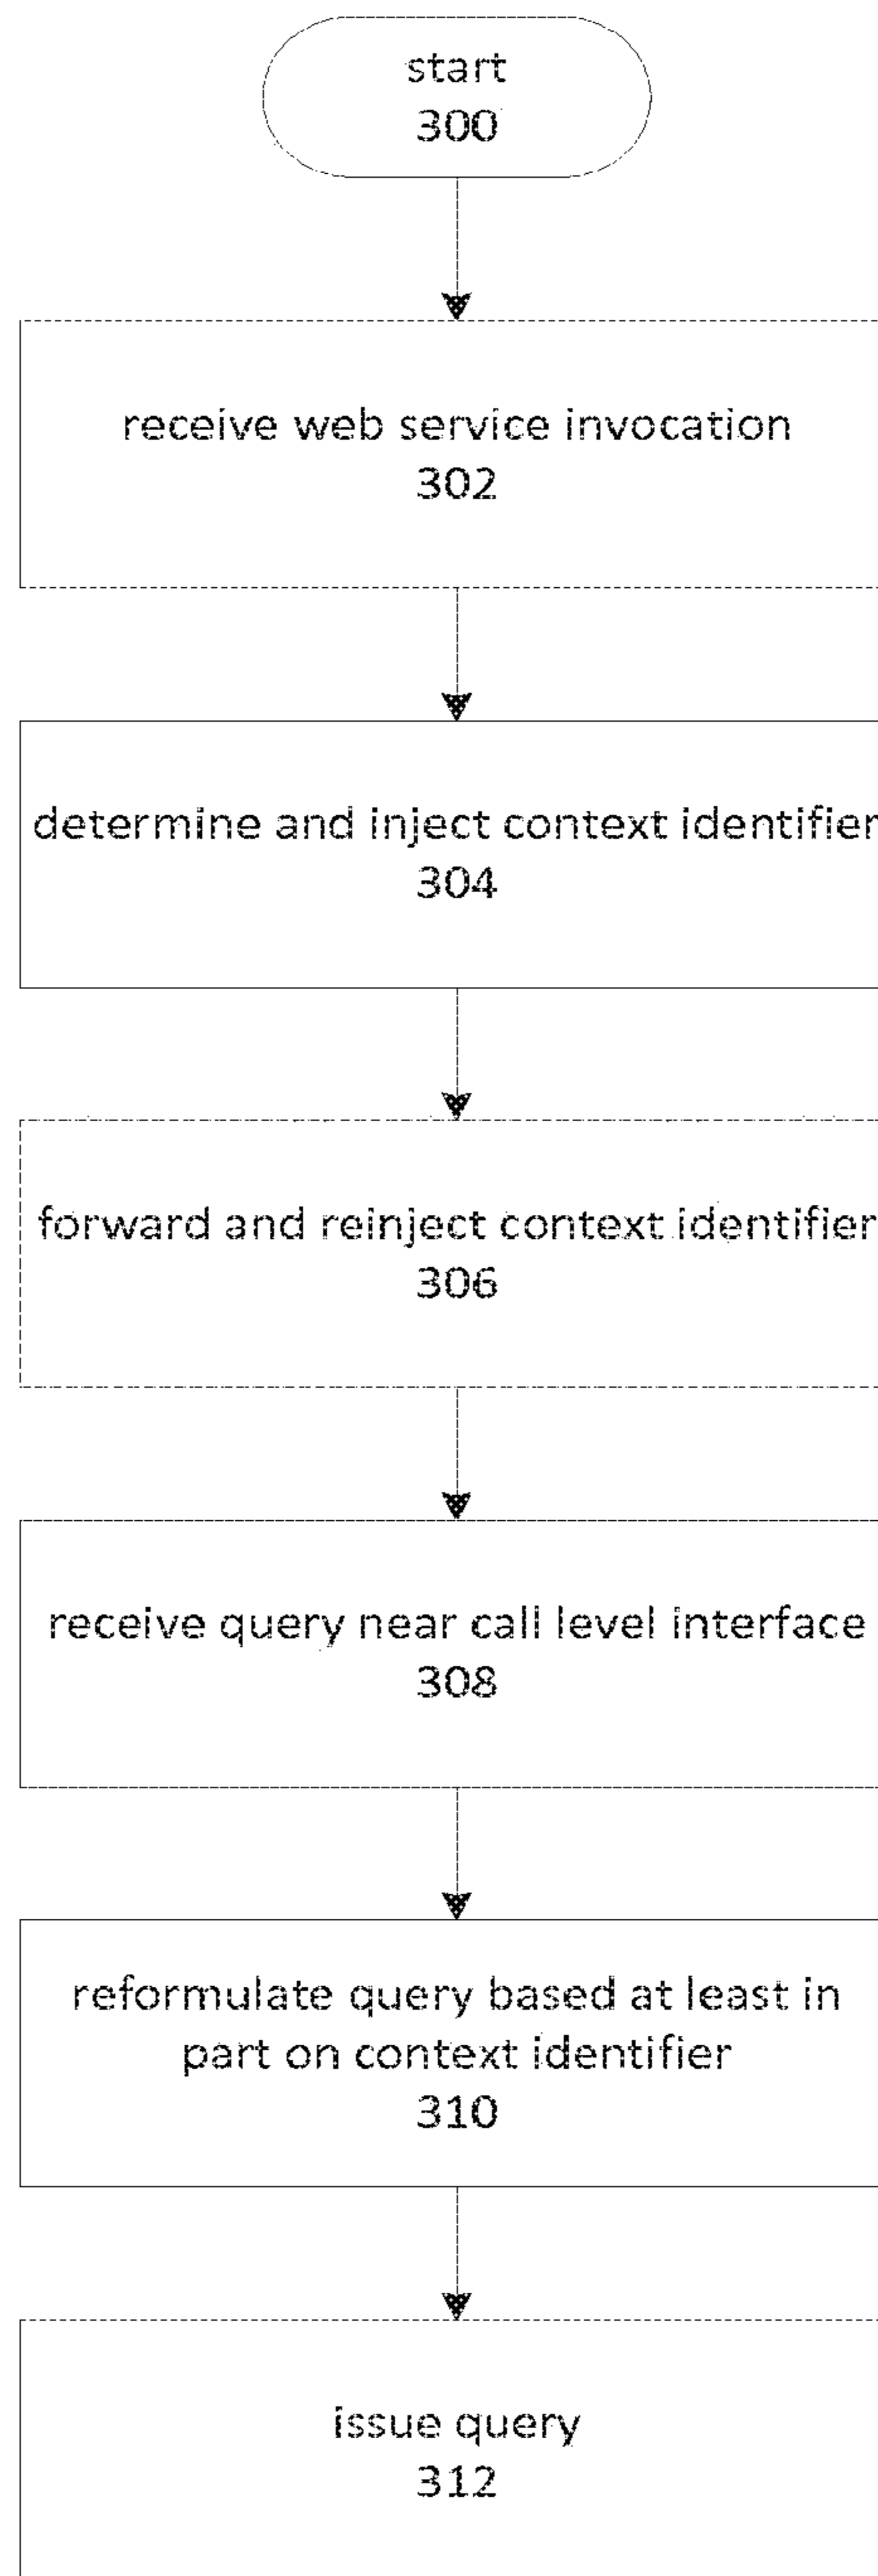 start
300
receive web service invocation
302
determine and inject context identifier
304
forward and reinject context identifier
306
receive query near call level interface
308
reformulate query based at least in
part on context identifier
310
issue query
312